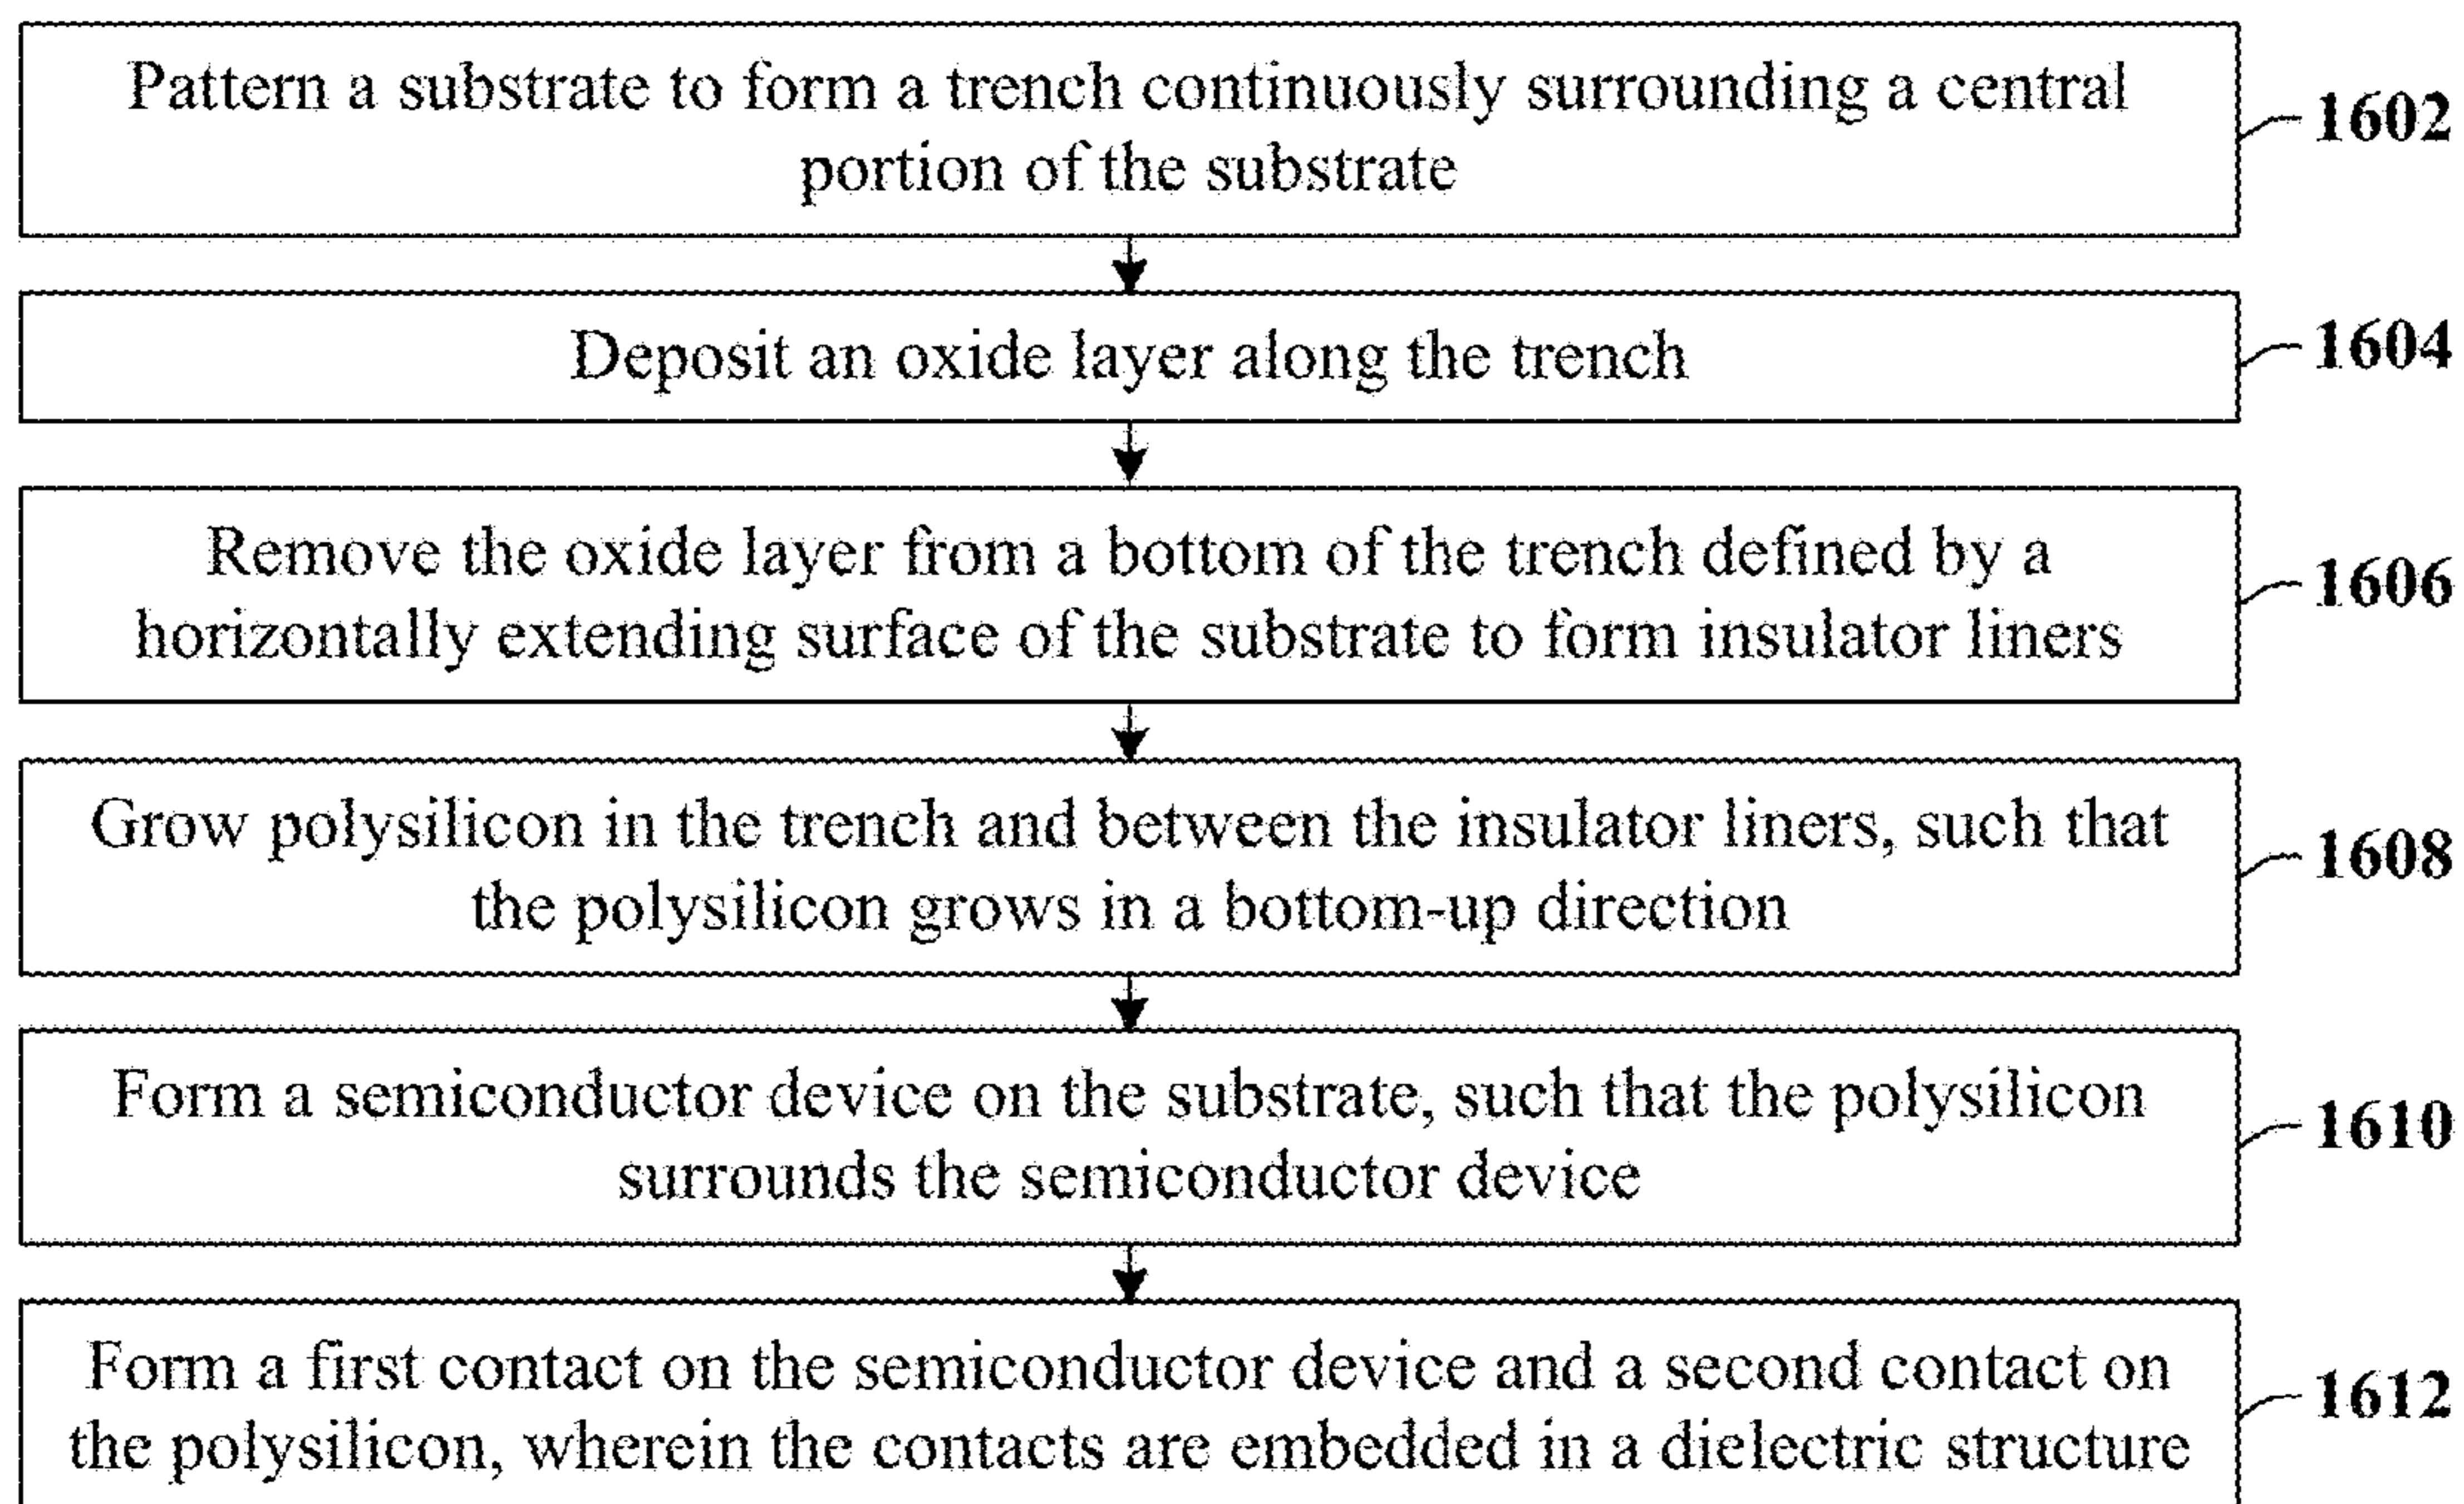 Pattern a substrate to form a trench continuously surrounding a central
portion of the substrate
1602
Deposit an oxide layer along the trench
1604
Remove the oxide layer from a bottom of the trench defined by a
horizontally extending surface of the substrate to form insulator liners
1606
Grow polysilicon in the trench and between the insulator liners, such that
the polysilicon grows in a bottom-up direction
1608
Form a semiconductor device on the substrate, such that the polysilicon
surrounds the semiconductor device
1610
Form a first contact on the semiconductor device and a second contact on
the polysilicon, wherein the contacts are embedded in a dielectric structure
1612